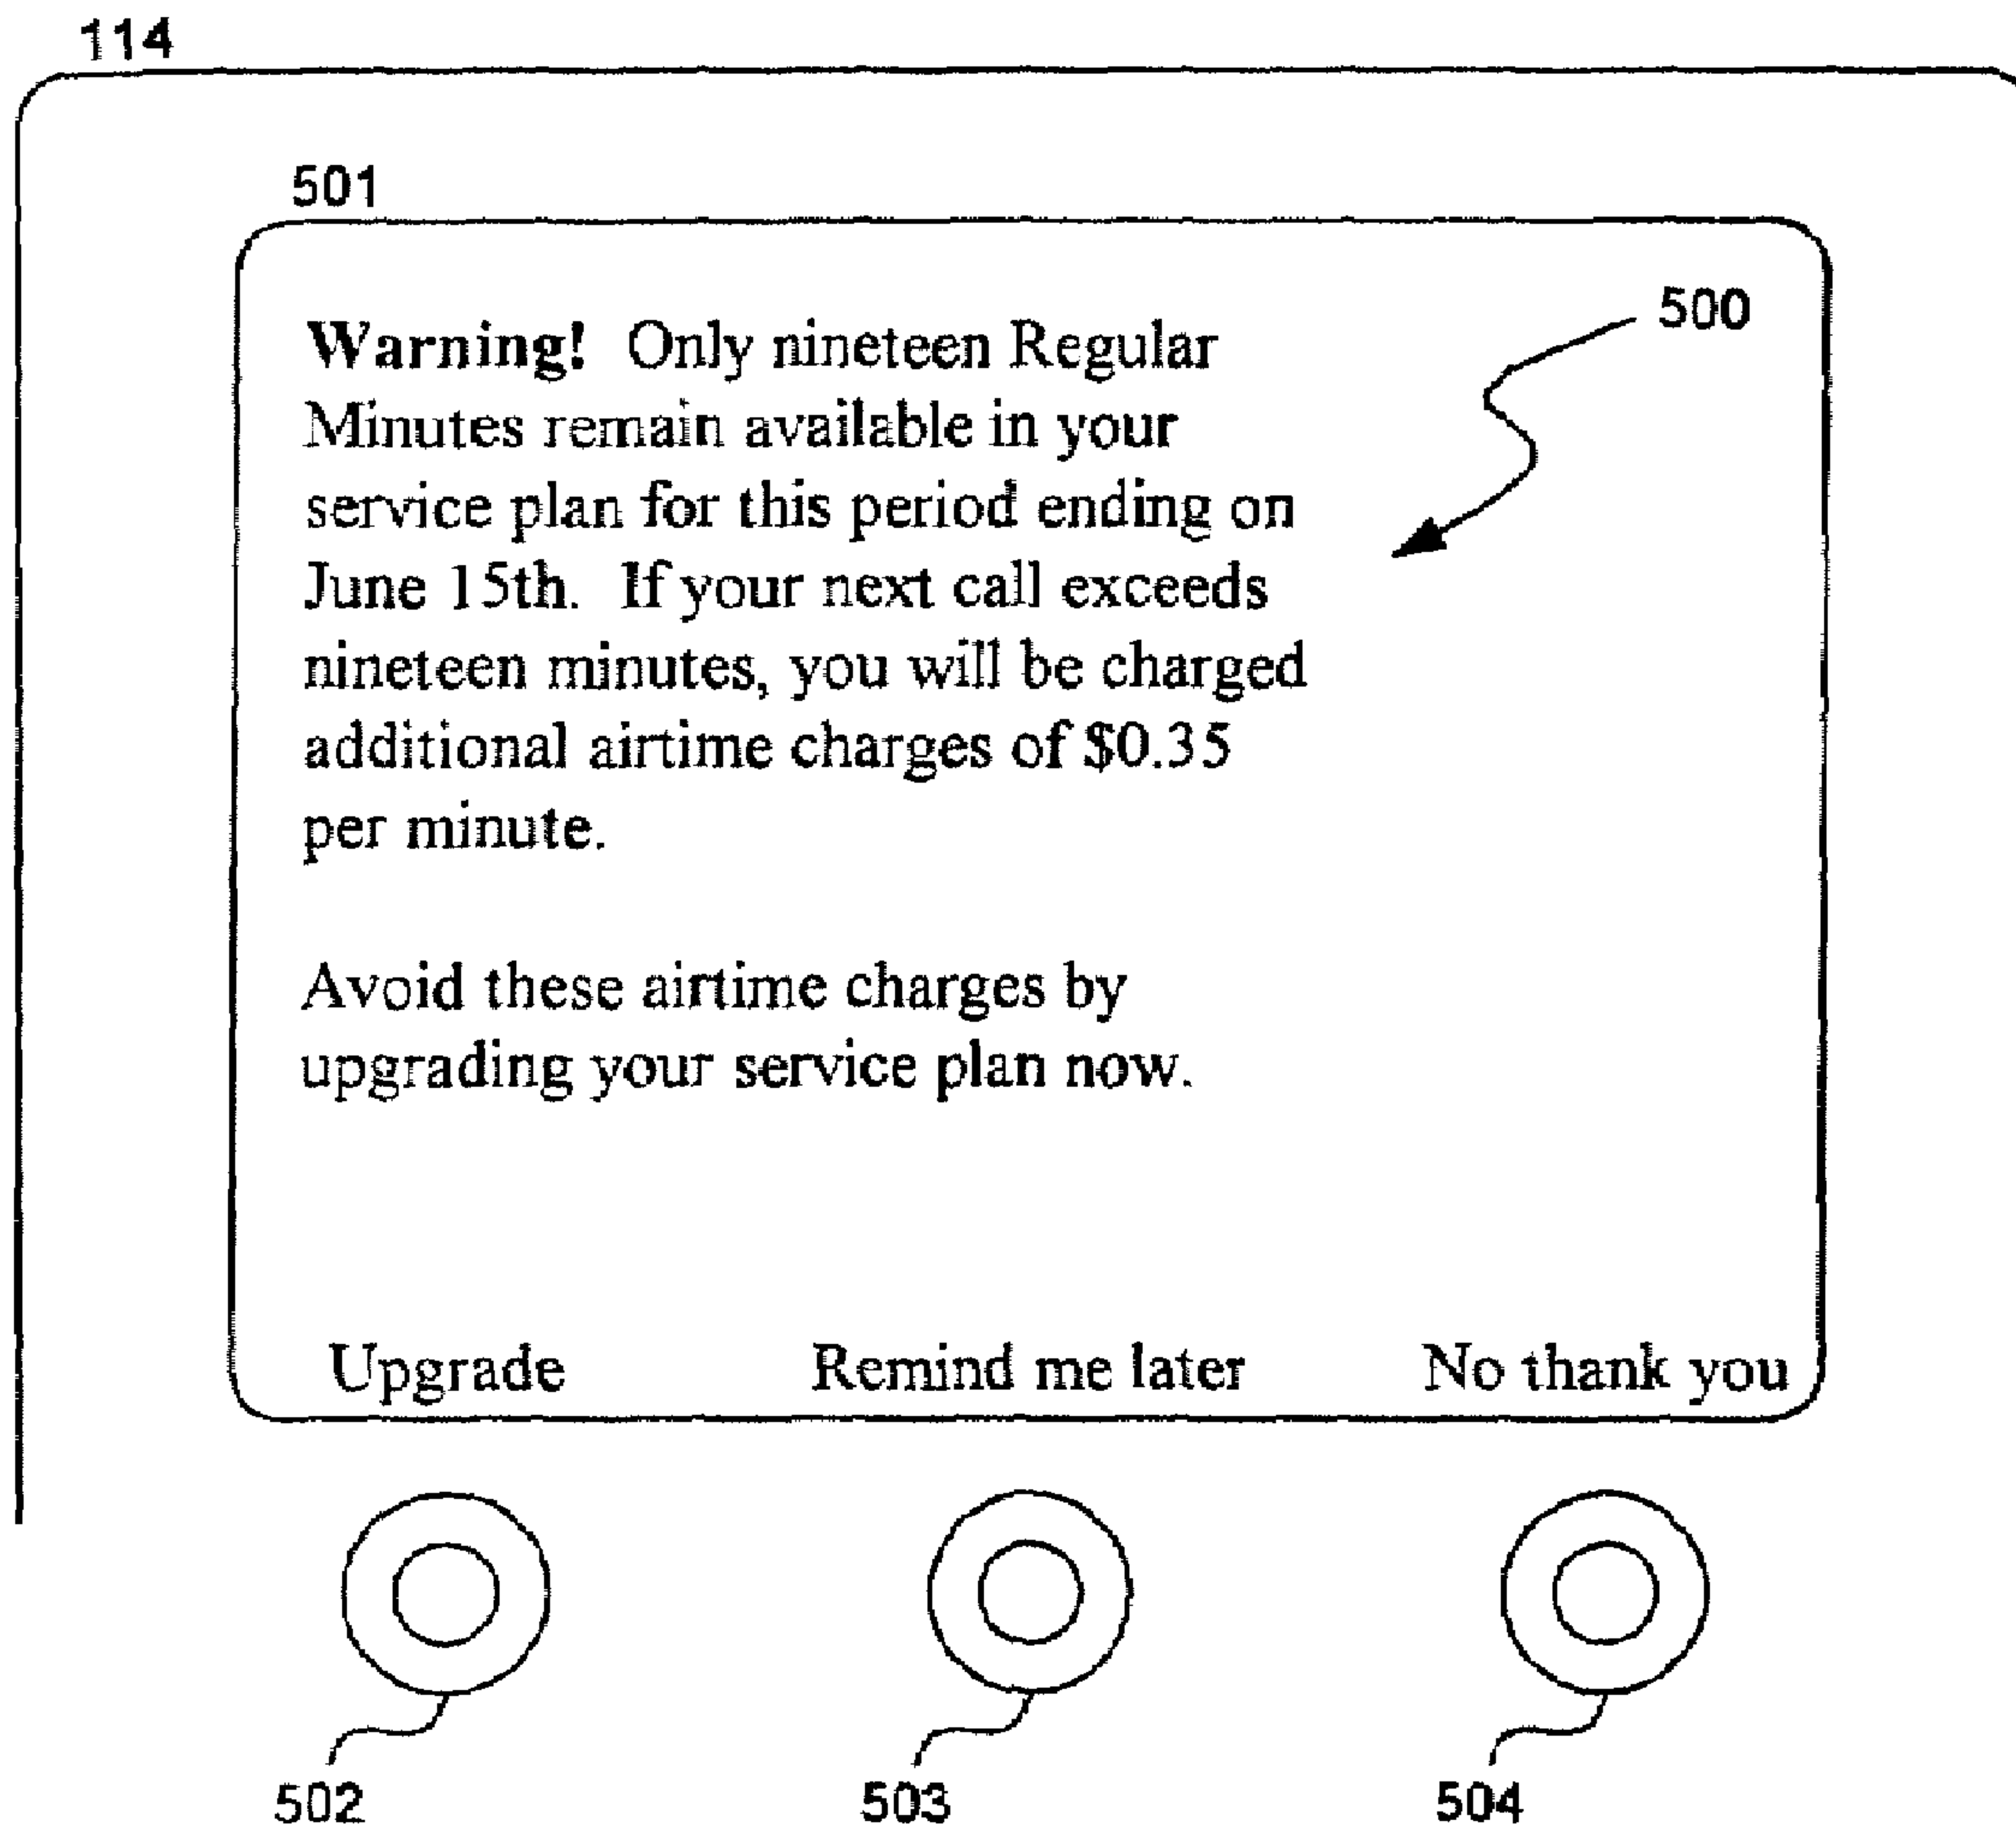 114
501
500
Warning! Only nineteen Regular
Minutes remain available in your
service plan for this period ending on
June 15th. If your next call exceeds
nineteen minutes, you will be charged
additional airtime charges of $0.35
per minute.
Avoid these airtime charges by
upgrading your service plan now.
Upgrade Remind me later No thank you
502 503 504